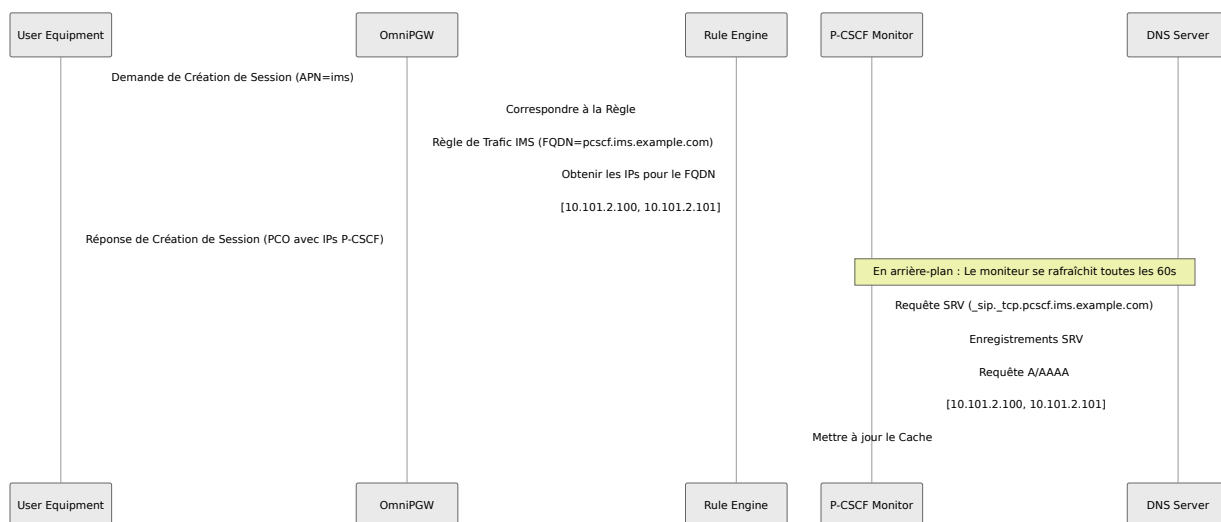 User Equipment
OmniPGW
Rule Engine
P-CSCF Monitor
DNS Server
Demande de Création de Session (APN=ims)
Correspondre à la Règle
Règle de Trafic IMS (FQDN=pcscf.ims.example.com)
Obtenir les IPs pour le FQDN
[10.101.2.100, 10.101.2.101]
Réponse de Création de Session (PCO avec IPs P-CSCF)
En arrière-plan : Le moniteur se rafraîchit toutes les 60s
Requête SRV (_sip._tcp.pcscf.ims.example.com)
Enregistrements SRV
Requête A/AAAA
[10.101.2.100, 10.101.2.101]
Mettre à jour le Cache
User Equipment
OmniPGW
Rule Engine
P-CSCF Monitor
DNS Server